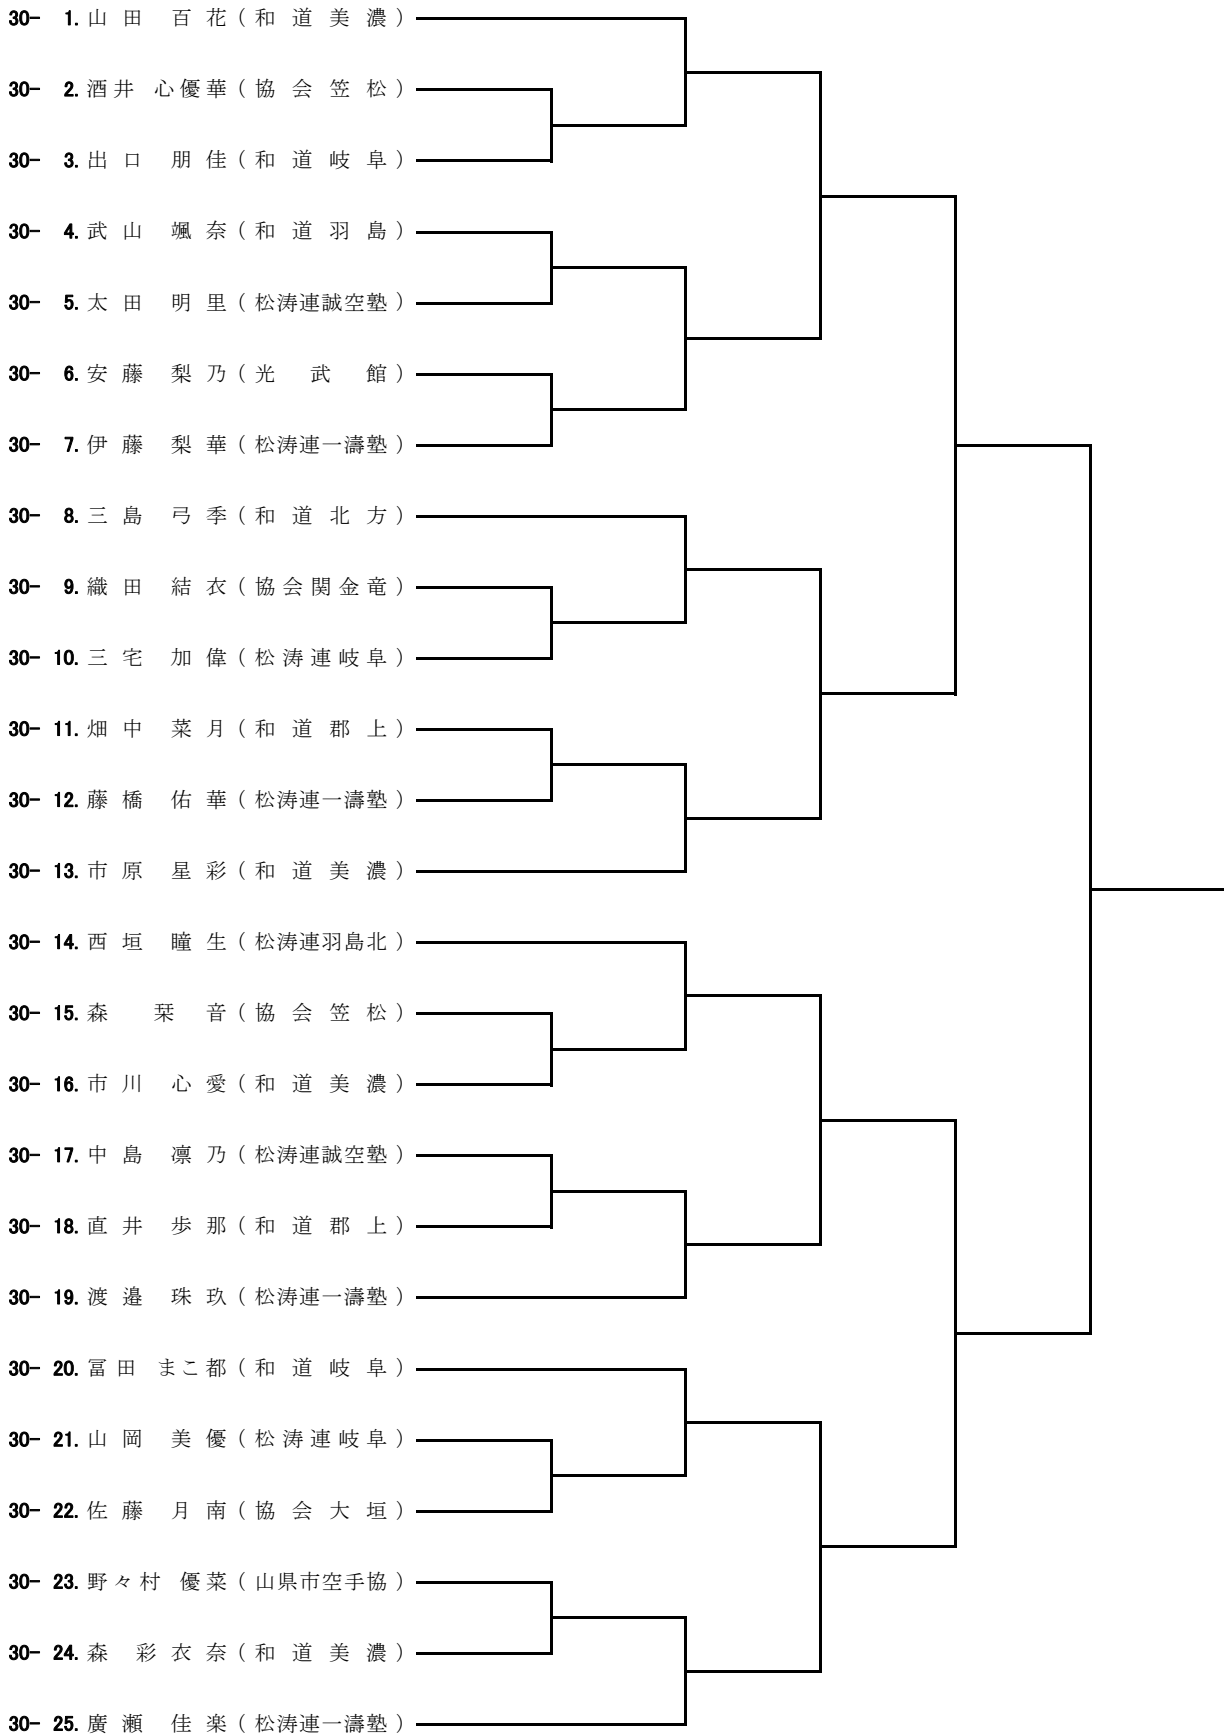 30- 1. 山田 百花(和道美濃)
30- 2. 酒井 心優華(協会笠松)
30- 3. 出口 朋佳(和道岐阜)
30- 4. 武山 颯奈(和道羽島)
30- 5. 太田 明里(松涛連誠空塾)
30- 6. 安藤 梨乃(光武館)
30- 7. 伊藤 梨華(松涛連一濤塾)
30- 8. 三島 弓季(和道北方)
30- 9. 織田 結衣(協会関金竜)
30- 10. 三宅 加偉(松涛連岐阜)
30- 11. 畑中 菜月(和道郡上)
30- 12. 藤橋 佑華(松涛連一濤塾)
30- 13. 市原 星彩(和道美濃)
30- 14. 西垣 瞳生(松涛連羽島北)
30- 15. 森 栞音(協会笠松)
30- 16. 市川 心愛(和道美濃)
30- 17. 中島 凛乃(松涛連誠空塾)
30- 18. 直井 歩那(和道郡上)
30- 19. 渡邉 珠玖(松涛連一濤塾)
30- 20. 冨田 まこ都(和道岐阜)
30- 21. 山岡 美優(松涛連岐阜)
30- 22. 佐藤 月南(協会大垣)
30- 23. 野々村 優菜(山県市空手協)
30- 24. 森 彩衣奈(和道美濃)
30- 25. 廣瀬 佳楽(松涛連一濤塾)